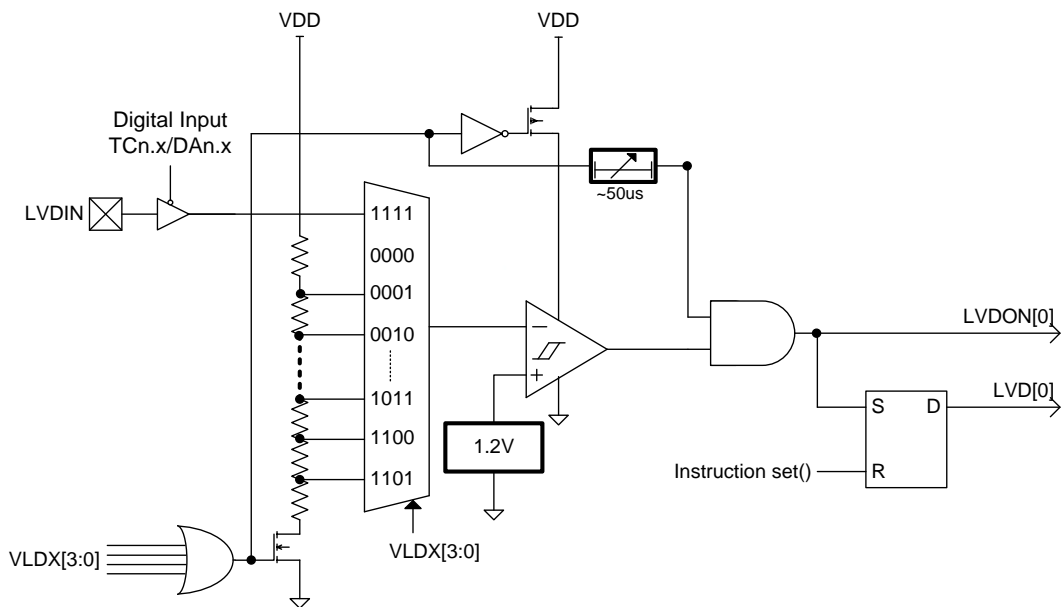 VDD
VDD
Digital Input
TCn.x/DAn.x
~50us
LVDIN
1111
0000
0001
0010
1011
1100
1101
−
+
1.2V
LVDON[0]
LVD[0]
S D
R
Instruction set()
VLDX[3:0]
VLDX[3:0]